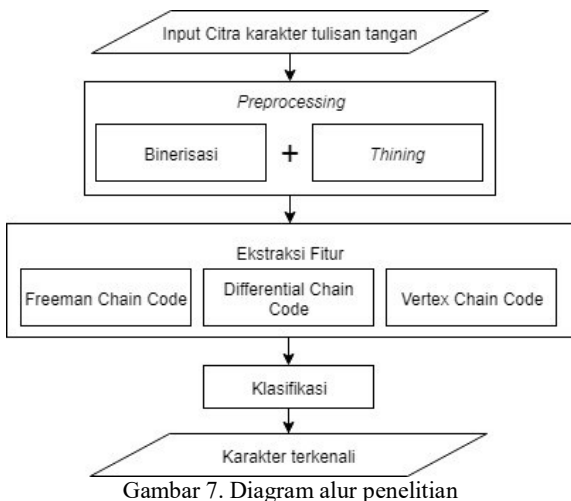 Input Citra karakter tulisan tangan
Preprocessing
Binerisasi
+
Thining
Ekstraksi Fitur
Freeman Chain Code
Differential Chain
Code
Vertex Chain Code
Klasifikasi
Karakter terkenali
Gambar 7. Diagram alur penelitian